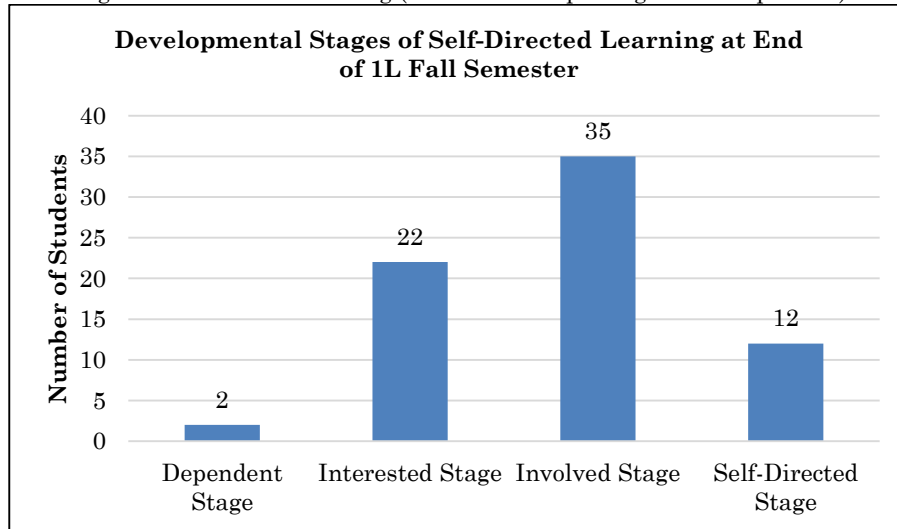 Developmental Stages of Self-Directed Learning at End
of 1L Fall Semester
Number of Students
40
35
30
25
20
15
10
5
0
2
22
35
12
Dependent Stage
Interested Stage
Involved Stage
Self-Directed Stage